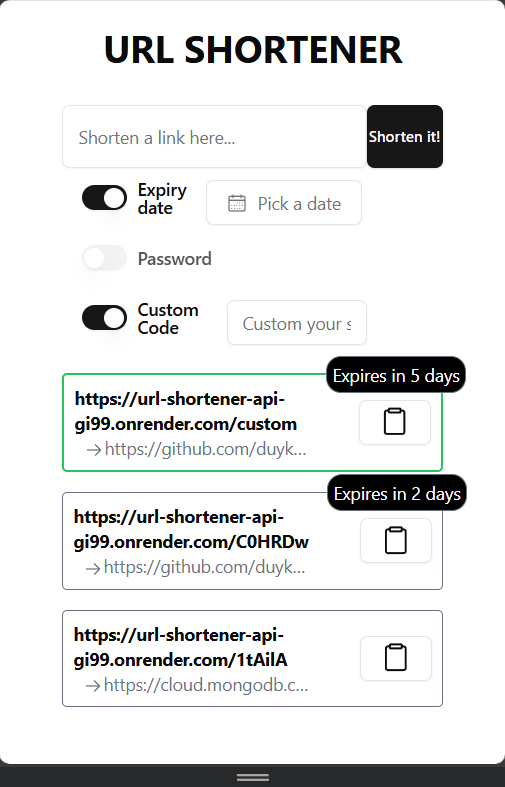 URL SHORTENER
Shorten a link here...
Shorten it!
Expiry
date
Pick a date
Password
Custom
Code
Custom your s
Expires in 5 days
https://url-shortener-api-
gi99.onrender.com/custom
→https://github.com/duyk...
Expires in 2 days
https://url-shortener-api-
gi99.onrender.com/C0HRDw
→https://github.com/duyk...
https://url-shortener-api-
gi99.onrender.com/1tAilA
→https://cloud.mongodb.c...